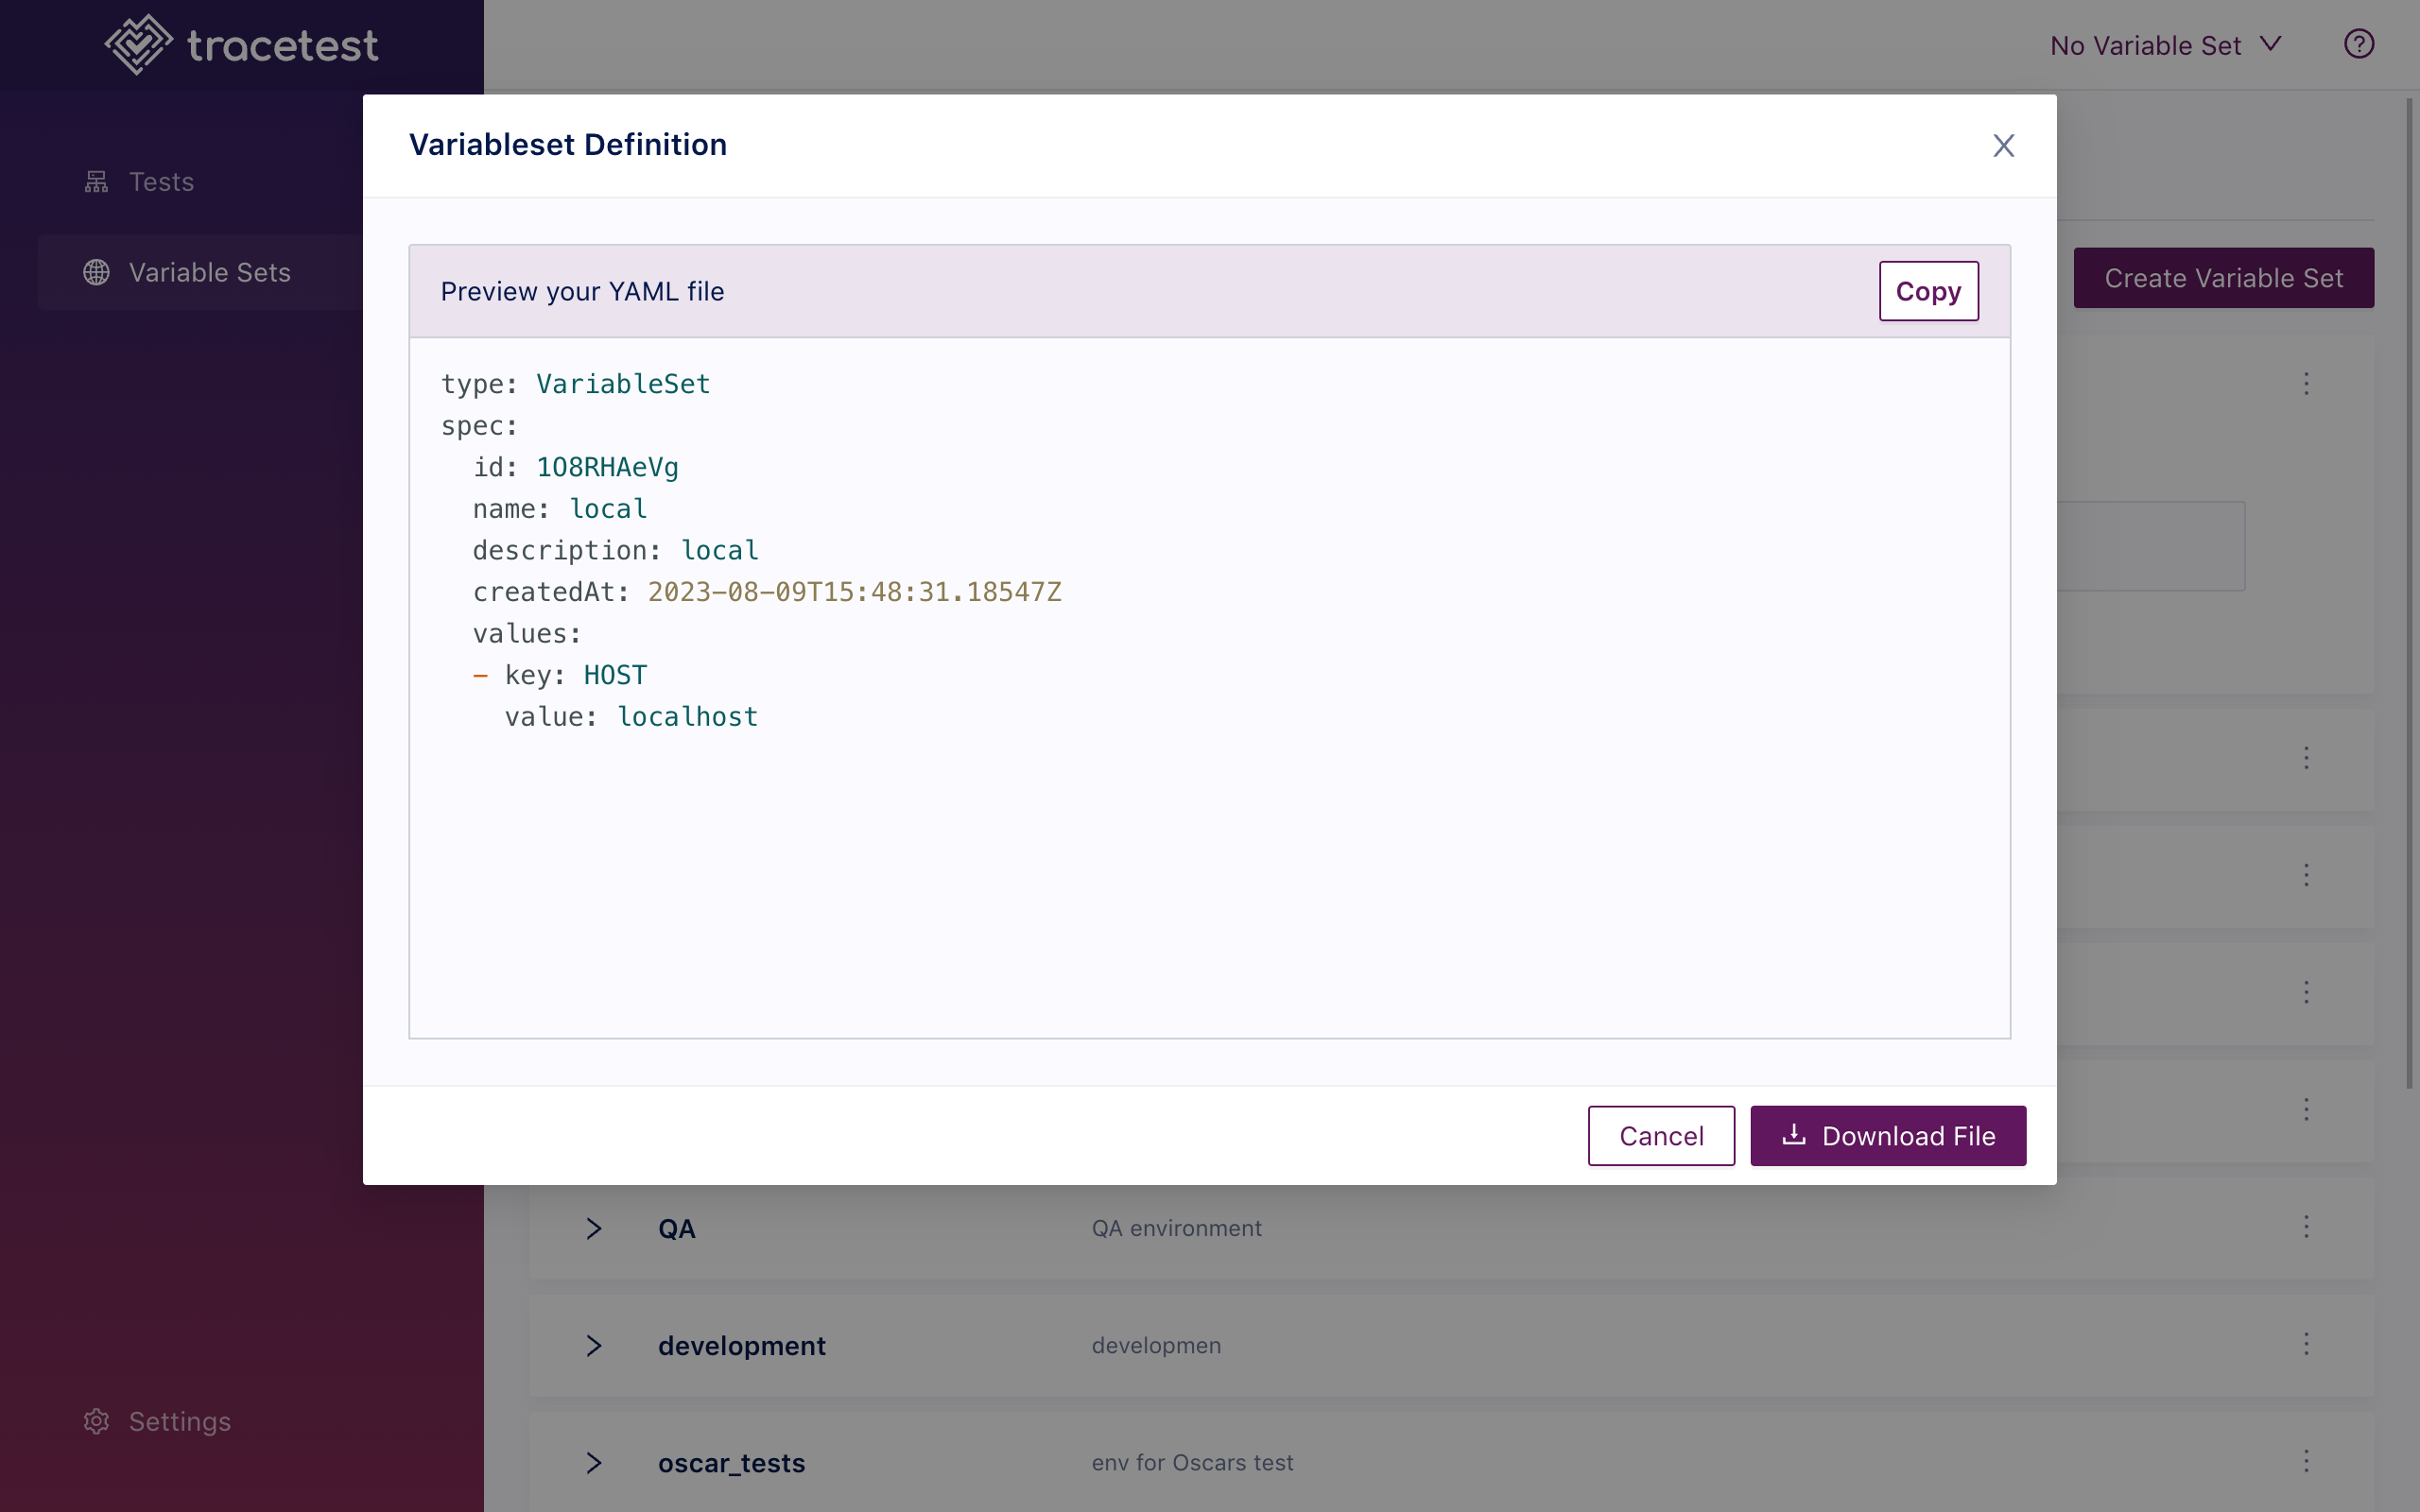 tracetest
No Variable Set
Variableset Definition
Tests
Variable Sets
Create Variable Set
Preview your YAML file
Copy
type: VariableSet
spec:
  id: 1O8RHAeVg
  name: local
  description: local
  createdAt: 2023-08-09T15:48:31.18547Z
  values:
  - key: HOST
    value: localhost
Cancel
Download File
QA
QA environment
development
developmen
Settings
oscar_tests
env for Oscars test